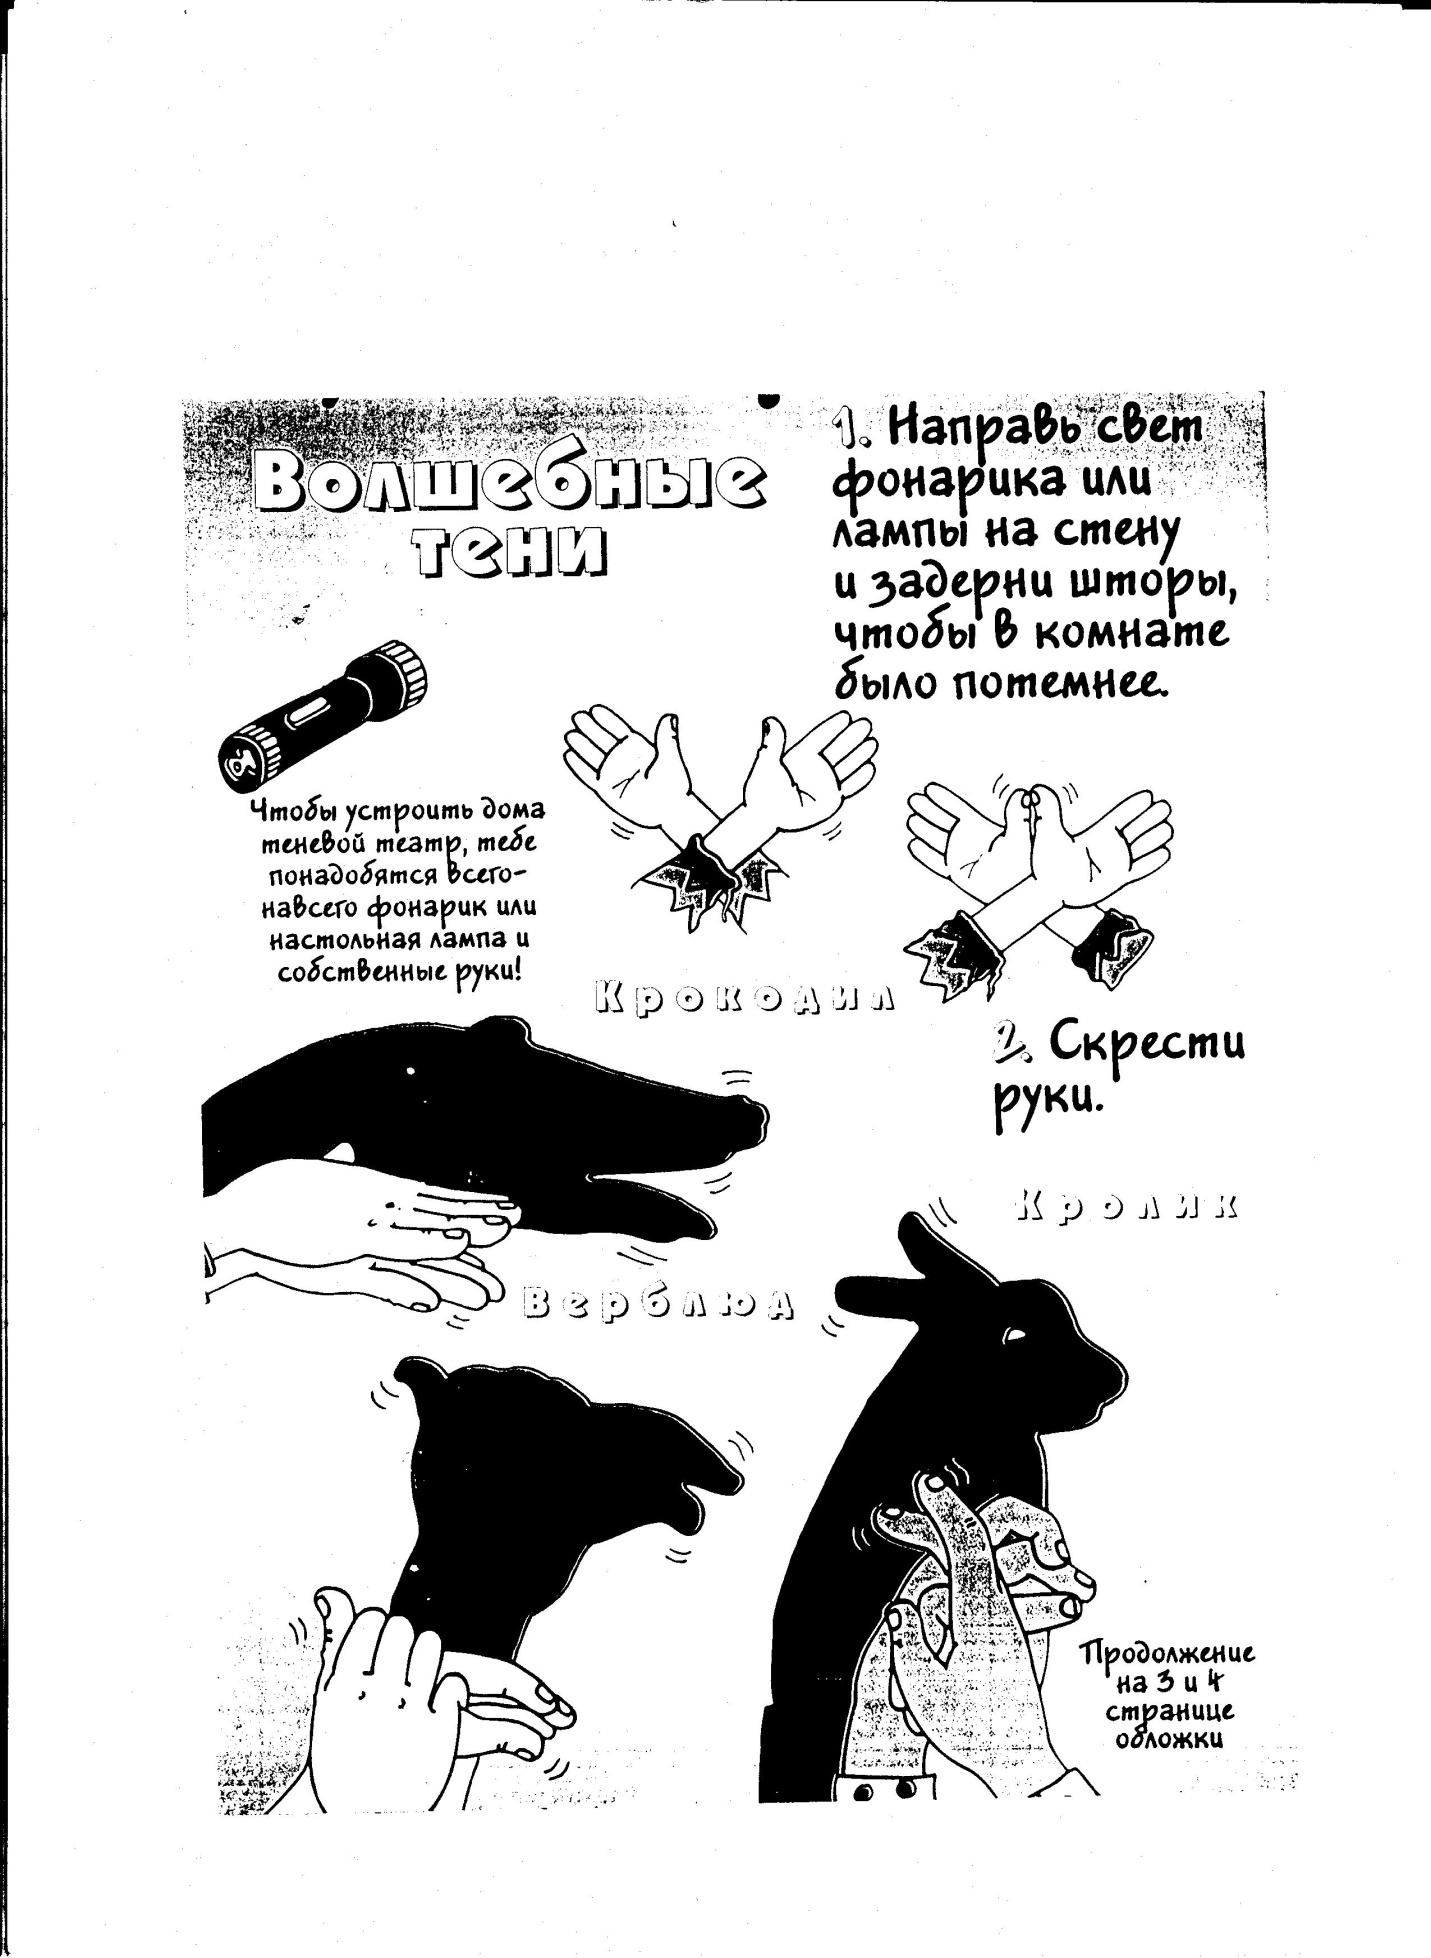 Волшебные
тени
1. Направь свет
фонарика или
лампы на стену
и задерни шторы,
чтобы в комнате
было потемнее.
Чтобы устроить дома
теневой театр, тебе
понадобятся всего-
навсего фонарик или
настольная лампа и
собственные руки!
Крокодил
2. Скрести
руки.
Кролик
Верблюд
Продолжение
на 3 и 4
странице
обложки